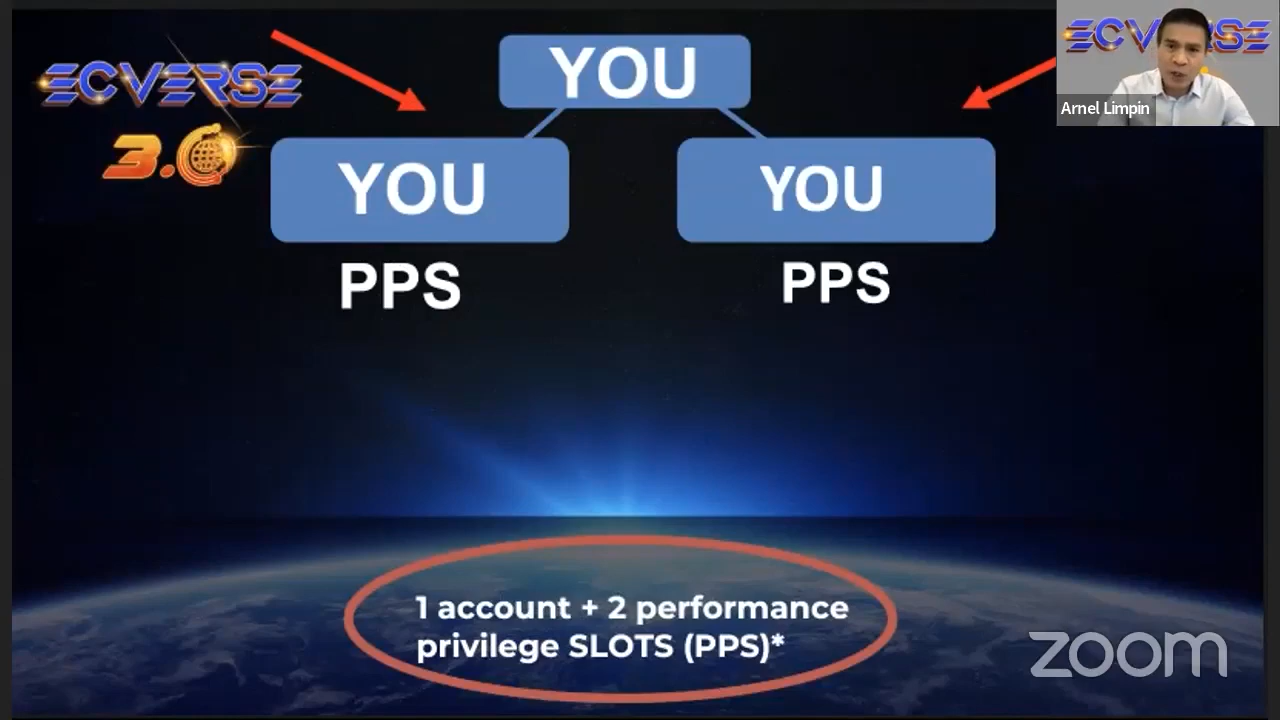 ECVERSE
3.0
YOU
YOU
YOU
PPS
PPS
1 account + 2 performance
privilege SLOTS (PPS)*
ECVERSE
Arnel Limpin
zoom